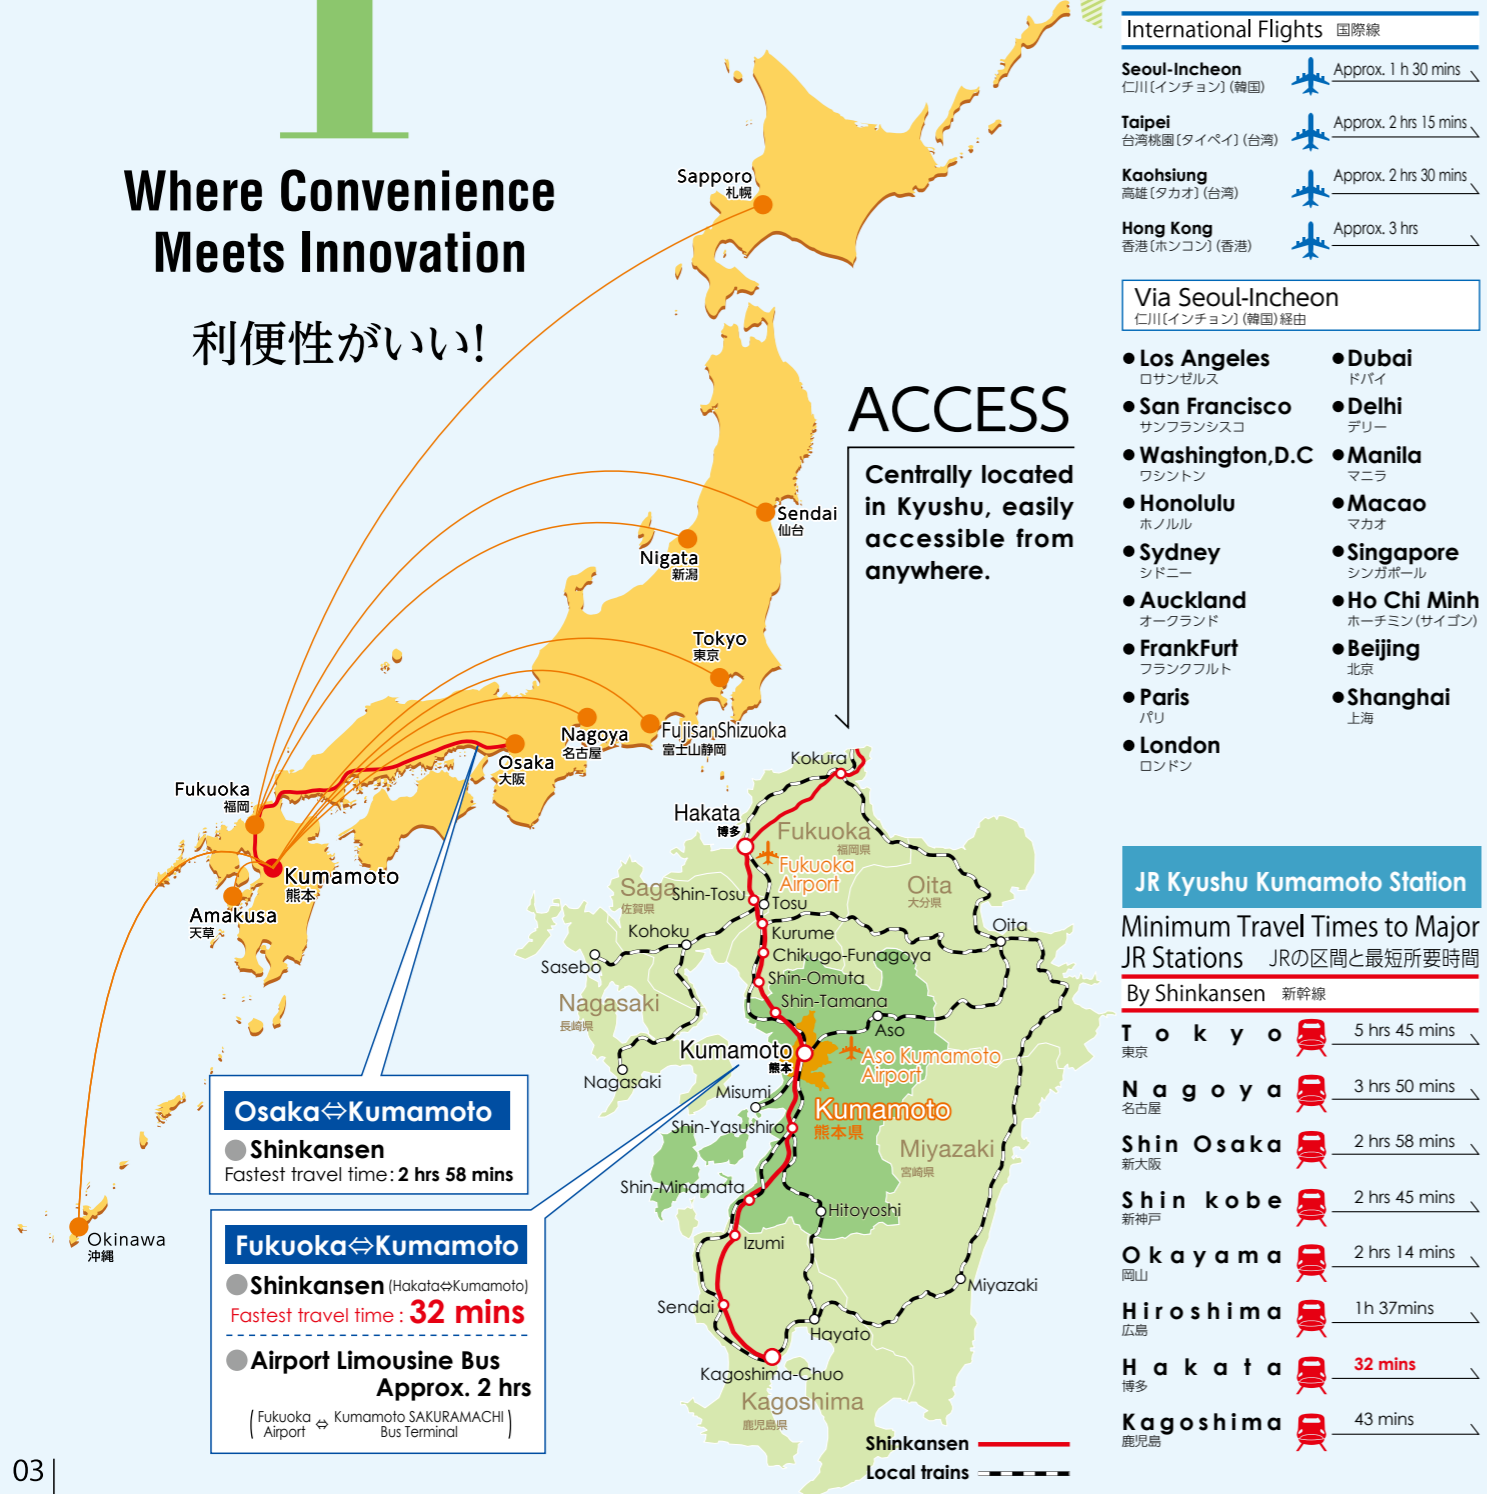 1
Where Convenience
Meets Innovation
利便性がいい!
Sapporo
札幌
Sendai
仙台
Nigata
新潟
Tokyo
東京
FujisanShizuoka
富士山静岡
Nagoya
名古屋
Osaka
大阪
Fukuoka
福岡
Kumamoto
熊本
Amakusa
天草
Okinawa
沖縄
ACCESS
Centrally located
in Kyushu, easily
accessible from
anywhere.
Osaka⇔Kumamoto
●Shinkansen
Fastest travel time: 2 hrs 58 mins
Fukuoka⇔Kumamoto
●Shinkansen (Hakata⇔Kumamoto)
Fastest travel time : 32 mins
●Airport Limousine Bus
Approx. 2 hrs
(Fukuoka Airport ⇔ Kumamoto SAKURAMACHI Bus Terminal)
Kokura
Hakata
博多
Fukuoka
福岡県
Fukuoka
Airport
Saga
佐賀県
Shin-Tosu
Tosu
Oita
大分県
Kohoku
Kurume
Oita
Sasebo
Chikugo-Funagoya
Shin-Omuta
Nagasaki
長崎県
Shin-Tamana
Aso
Kumamoto
熊本
Aso Kumamoto
Airport
Nagasaki
Misumi
Kumamoto
熊本県
Shin-Yasushiro
Miyazaki
宮崎県
Shin-Minamata
Hitoyoshi
Izumi
Miyazaki
Sendai
Hayato
Kagoshima-Chuo
Kagoshima
鹿児島県
Shinkansen
Local trains
International Flights 国際線
Seoul-Incheon Approx. 1 h 30 mins
仁川〔インチョン〕(韓国)
Taipei Approx. 2 hrs 15 mins
台湾桃園〔タイペイ〕(台湾)
Kaohsiung Approx. 2 hrs 30 mins
高雄〔タカオ〕(台湾)
Hong Kong Approx. 3 hrs
香港〔ホンコン〕(香港)
Via Seoul-Incheon
仁川〔インチョン〕(韓国)経由
●Los Angeles
ロサンゼルス
●San Francisco
サンフランシスコ
●Washington,D.C
ワシントン
●Honolulu
ホノルル
●Sydney
シドニー
●Auckland
オークランド
●FrankFurt
フランクフルト
●Paris
パリ
●London
ロンドン
●Dubai
ドバイ
●Delhi
デリー
●Manila
マニラ
●Macao
マカオ
●Singapore
シンガポール
●Ho Chi Minh
ホーチミン(サイゴン)
●Beijing
北京
●Shanghai
上海
JR Kyushu Kumamoto Station
Minimum Travel Times to Major
JR Stations JRの区間と最短所要時間
By Shinkansen 新幹線
Tokyo 5 hrs 45 mins
東京
Nagoya 3 hrs 50 mins
名古屋
Shin Osaka 2 hrs 58 mins
新大阪
Shin kobe 2 hrs 45 mins
新神戸
Okayama 2 hrs 14 mins
岡山
Hiroshima 1h 37mins
広島
Hakata 32 mins
博多
Kagoshima 43 mins
鹿児島
03